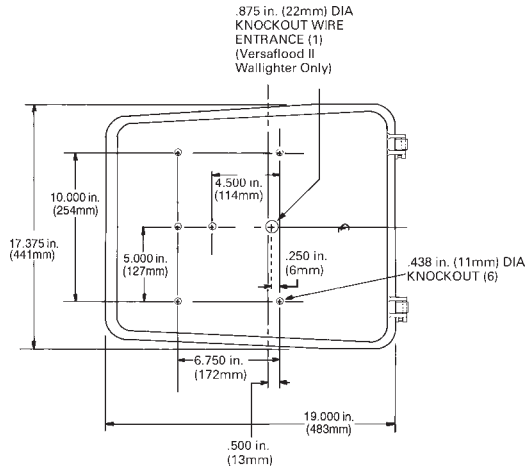 .875 in. (22mm) DIA
KNOCKOUT WIRE
ENTRANCE (1)
(Versaflood II
Wallighter Only)
4.500 in.
(114mm)
10.000 in.
(254mm)
17.375 in.
(441mm)
5.000 in.
(127mm)
.250 in.
(6mm)
.438 in. (11mm) DIA
KNOCKOUT (6)
6.750 in.
(172mm)
19.000 in.
(483mm)
.500 in.
(13mm)